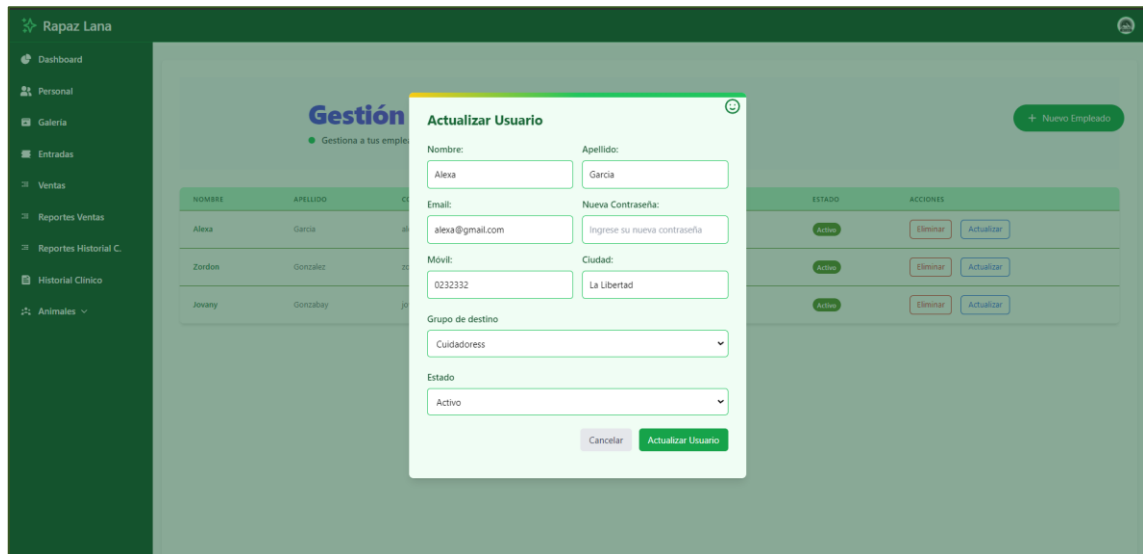 Rapaz Lana
Dashboard
Personal
Galeria
Entradas
Ventas
Reportes Ventas
Reportes Historial C.
Historial Clínico
Animales
Gestión
Gestiona a tus
+ Nuevo Empleado
NOMBRE APELLIDO ESTADO ACCIONES
Alexa Garcia Activo Eliminar Actualizar
Zordon Gonzalez Activo Eliminar Actualizar
Jovany Gonzabay Activo Eliminar Actualizar
Actualizar Usuario
Nombre: Apellido:
Alexa Garcia
Email: Nueva Contraseña:
alexa@gmail.com Ingrese su nueva contraseña
Móvil: Ciudad:
0232332 La Libertad
Grupo de destino
Cuidadoress
Estado
Activo
Cancelar Actualizar Usuario